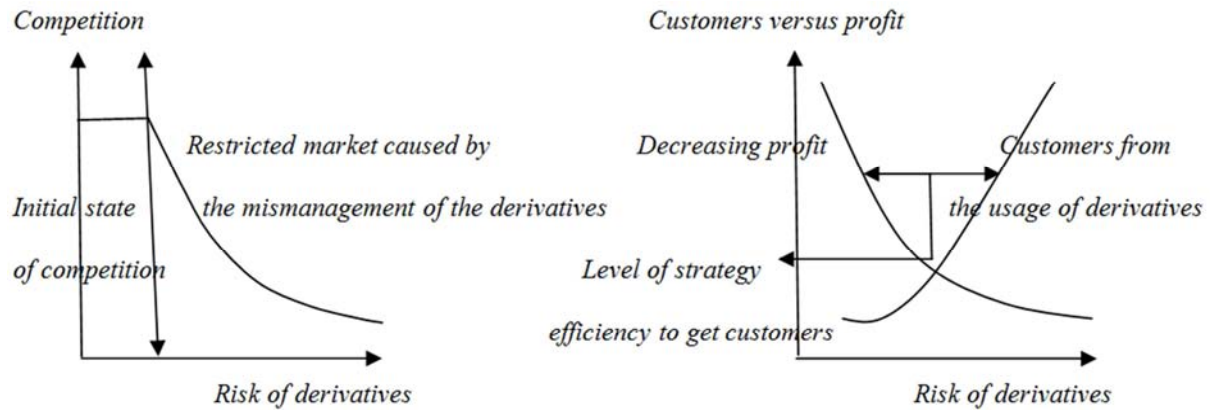 Competition
Restricted market caused by
Initial state
the mismanagement of the derivatives
of competition
Risk of derivatives
Customers versus profit
Decreasing profit
Customers from
the usage of derivatives
Level of strategy
efficiency to get customers
Risk of derivatives